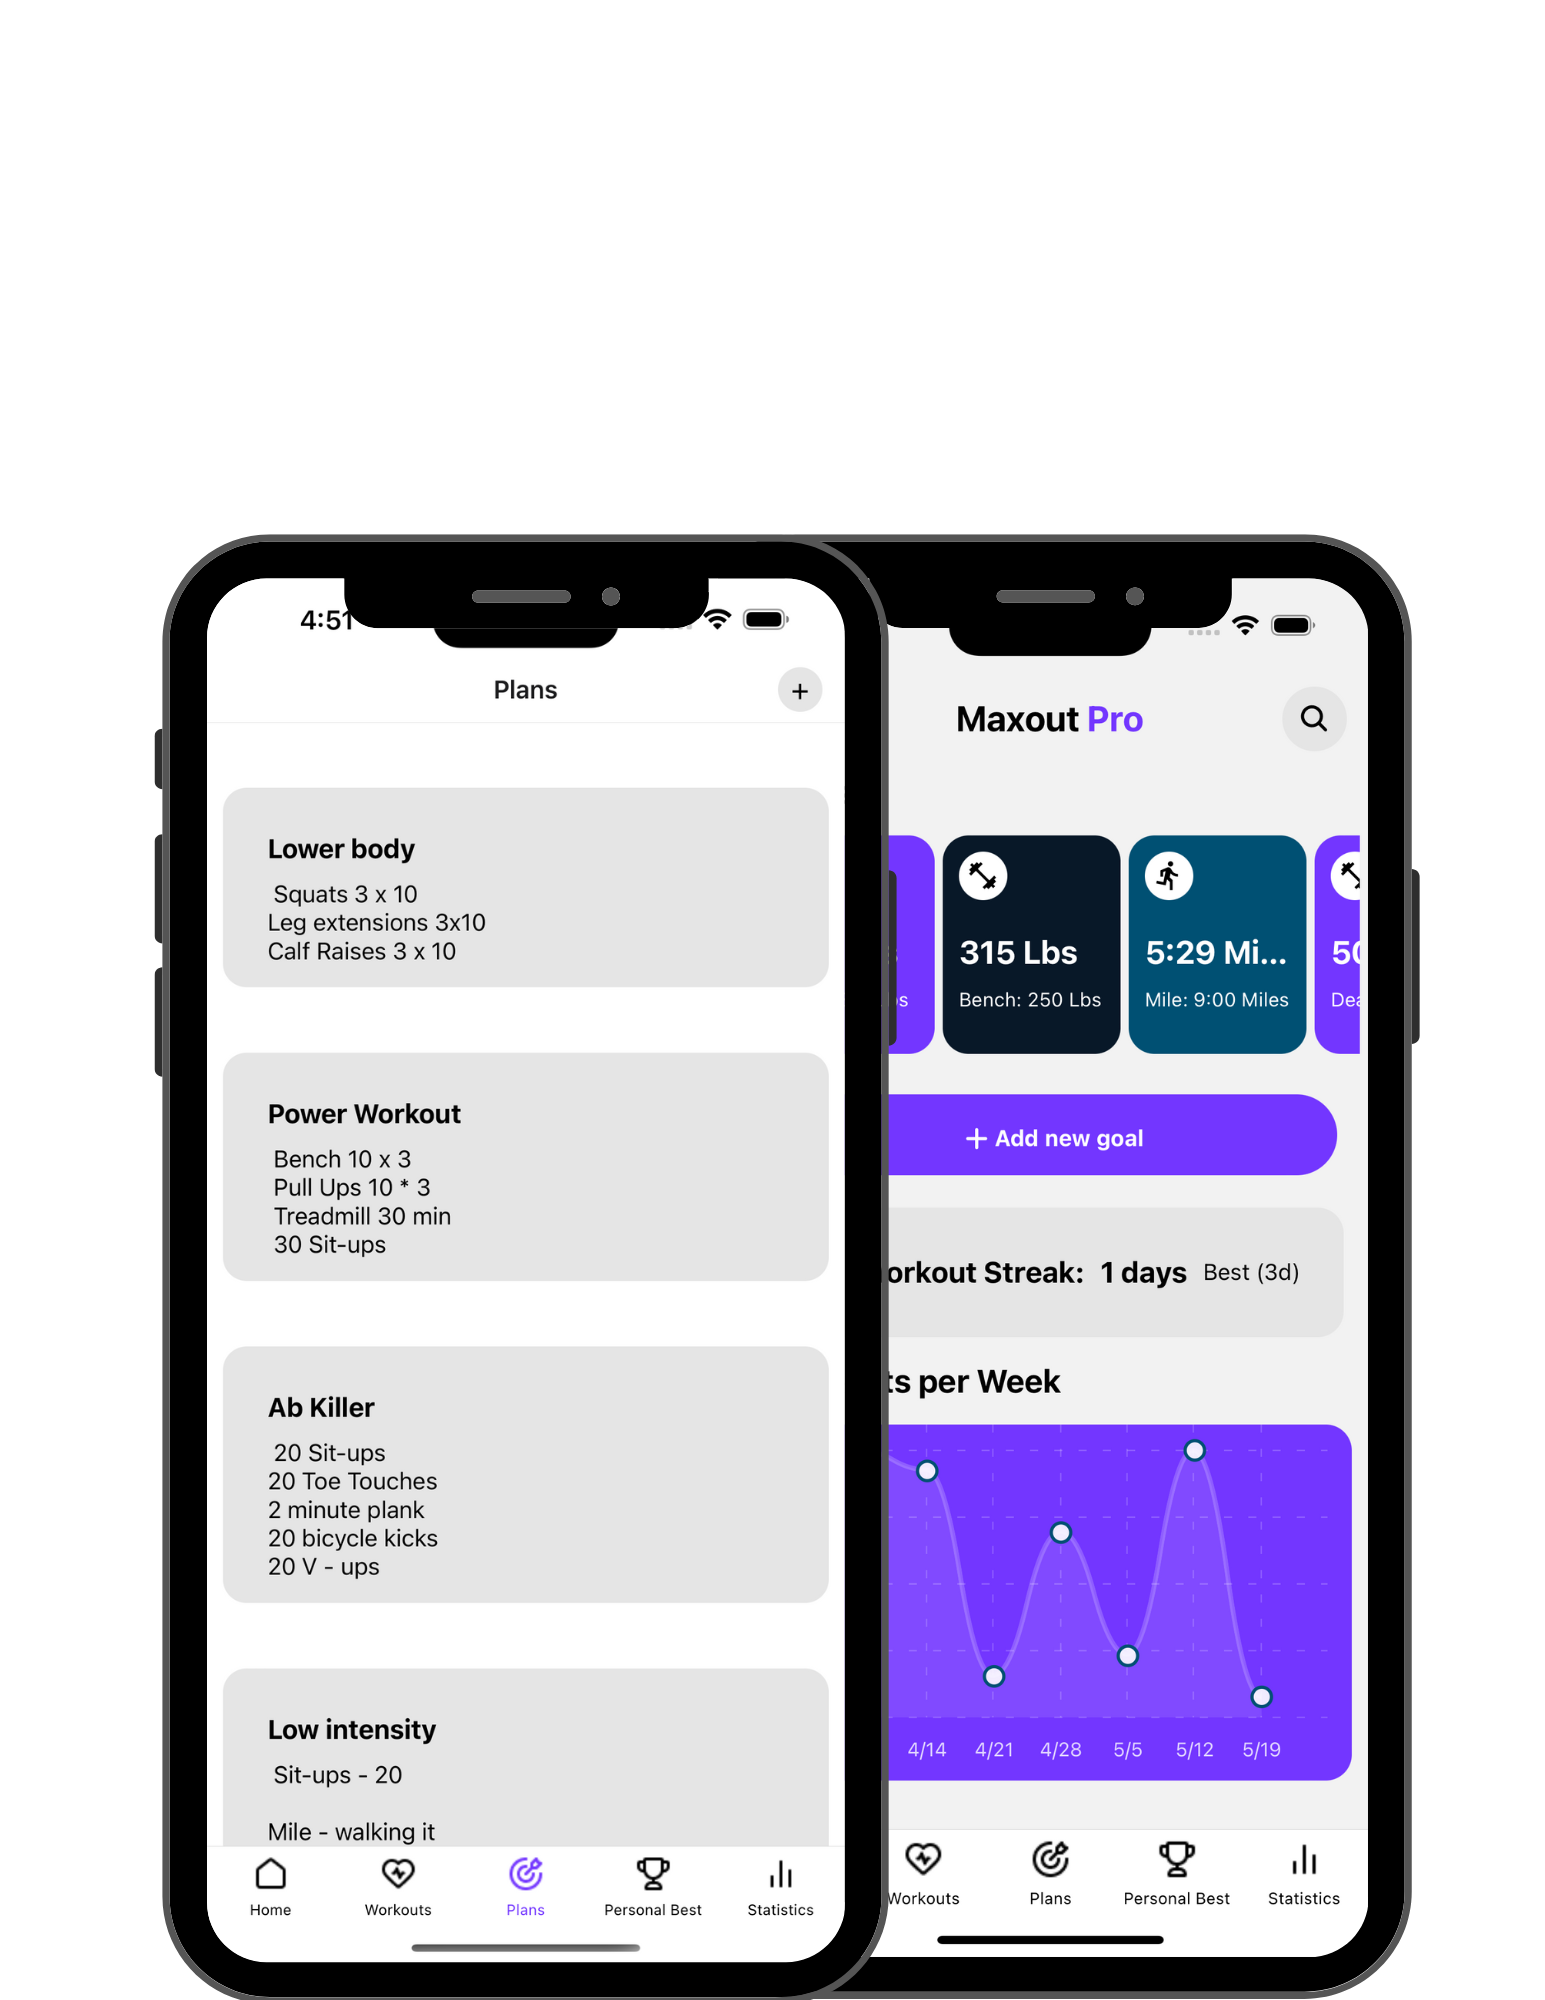 4:51
Plans
+
Lower body
Squats 3 x 10
Leg extensions 3x10
Calf Raises 3 x 10
Power Workout
Bench 10 x 3
Pull Ups 10 * 3
Treadmill 30 min
30 Sit-ups
Ab Killer
20 Sit-ups
20 Toe Touches
2 minute plank
20 bicycle kicks
20 V - ups
Low intensity
Sit-ups - 20
Mile - walking it
Home
Workouts
Plans
Personal Best
Statistics
Maxout Pro
315 Lbs
Bench: 250 Lbs
5:29 Mi...
Mile: 9:00 Miles
+ Add new goal
Streak: 1 days Best (3d)
per Week
4/14 4/21 4/28 5/5 5/12 5/19
Workouts
Plans
Personal Best
Statistics